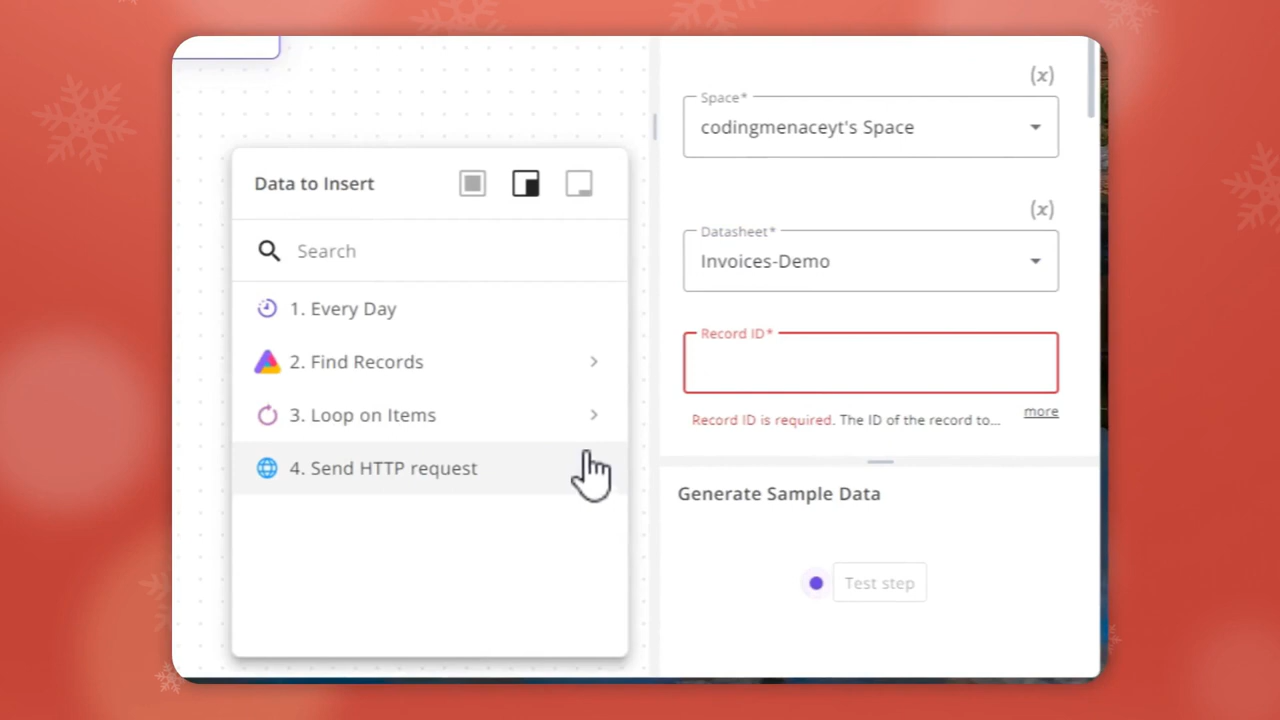 Data to Insert
Search
1. Every Day
2. Find Records
3. Loop on Items
4. Send HTTP request
(x)
Space*
codingmenaceyt's Space
(x)
Datasheet*
Invoices-Demo
Record ID*
Record ID is required. The ID of the record to...
more
Generate Sample Data
Test step